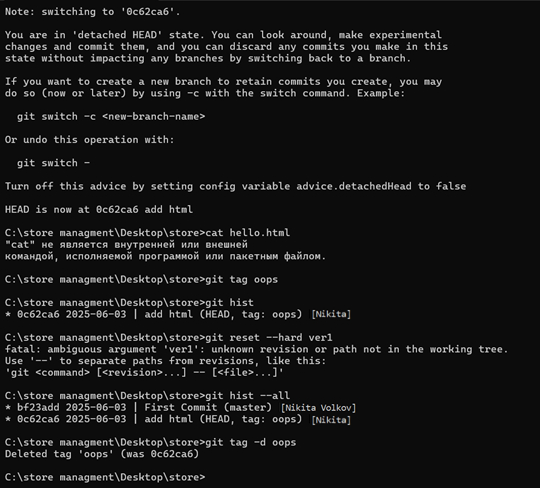 Note: switching to '0c62ca6'.
You are in 'detached HEAD' state. You can look around, make experimental
changes and commit them, and you can discard any commits you make in this
state without impacting any branches by switching back to a branch.
If you want to create a new branch to retain commits you create, you may
do so (now or later) by using -c with the switch command. Example:
git switch -c <new-branch-name>
Or undo this operation with:
git switch -
Turn off this advice by setting config variable advice.detachedHead to false
HEAD is now at 0c62ca6 add html
C:\store managment\Desktop\store>cat hello.html
"cat" не является внутренней или внешней
командой, исполняемой программой или пакетным файлом.
C:\store managment\Desktop\store>git tag oops
C:\store managment\Desktop\store>git hist
* 0c62ca6 2025-06-03 | add html (HEAD, tag: oops) [Nikita]
C:\store managment\Desktop\store>git reset --hard ver1
fatal: ambiguous argument 'ver1': unknown revision or path not in the working tree.
Use '--' to separate paths from revisions, like this:
'git <command> [<revision>...] -- [<file>...]'
C:\store managment\Desktop\store>git hist --all
* bf23add 2025-06-03 | First Commit (master) [Nikita Volkov]
* 0c62ca6 2025-06-03 | add html (HEAD, tag: oops) [Nikita]
C:\store managment\Desktop\store>git tag -d oops
Deleted tag 'oops' (was 0c62ca6)
C:\store managment\Desktop\store>